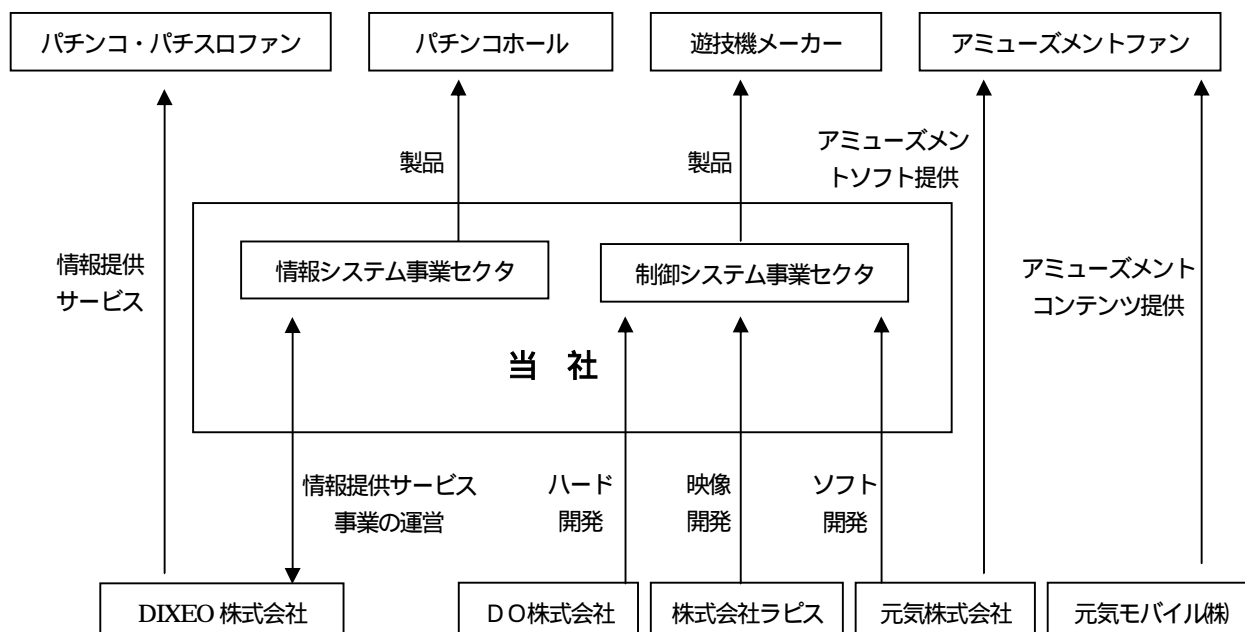 パチンコ・パチスロファン
パチンコホール
遊技機メーカー
アミューズメントファン
製品
製品
アミューズメン
トソフト提供
情報提供
サービス
情報システム事業セクタ
制御システム事業セクタ
アミューズメント
コンテンツ提供
当 社
情報提供サービス
事業の運営
ハード
開発
映像
開発
ソフト
開発
DIXEO 株式会社
DO株式会社
株式会社ラピス
元気株式会社
元気モバイル㈱